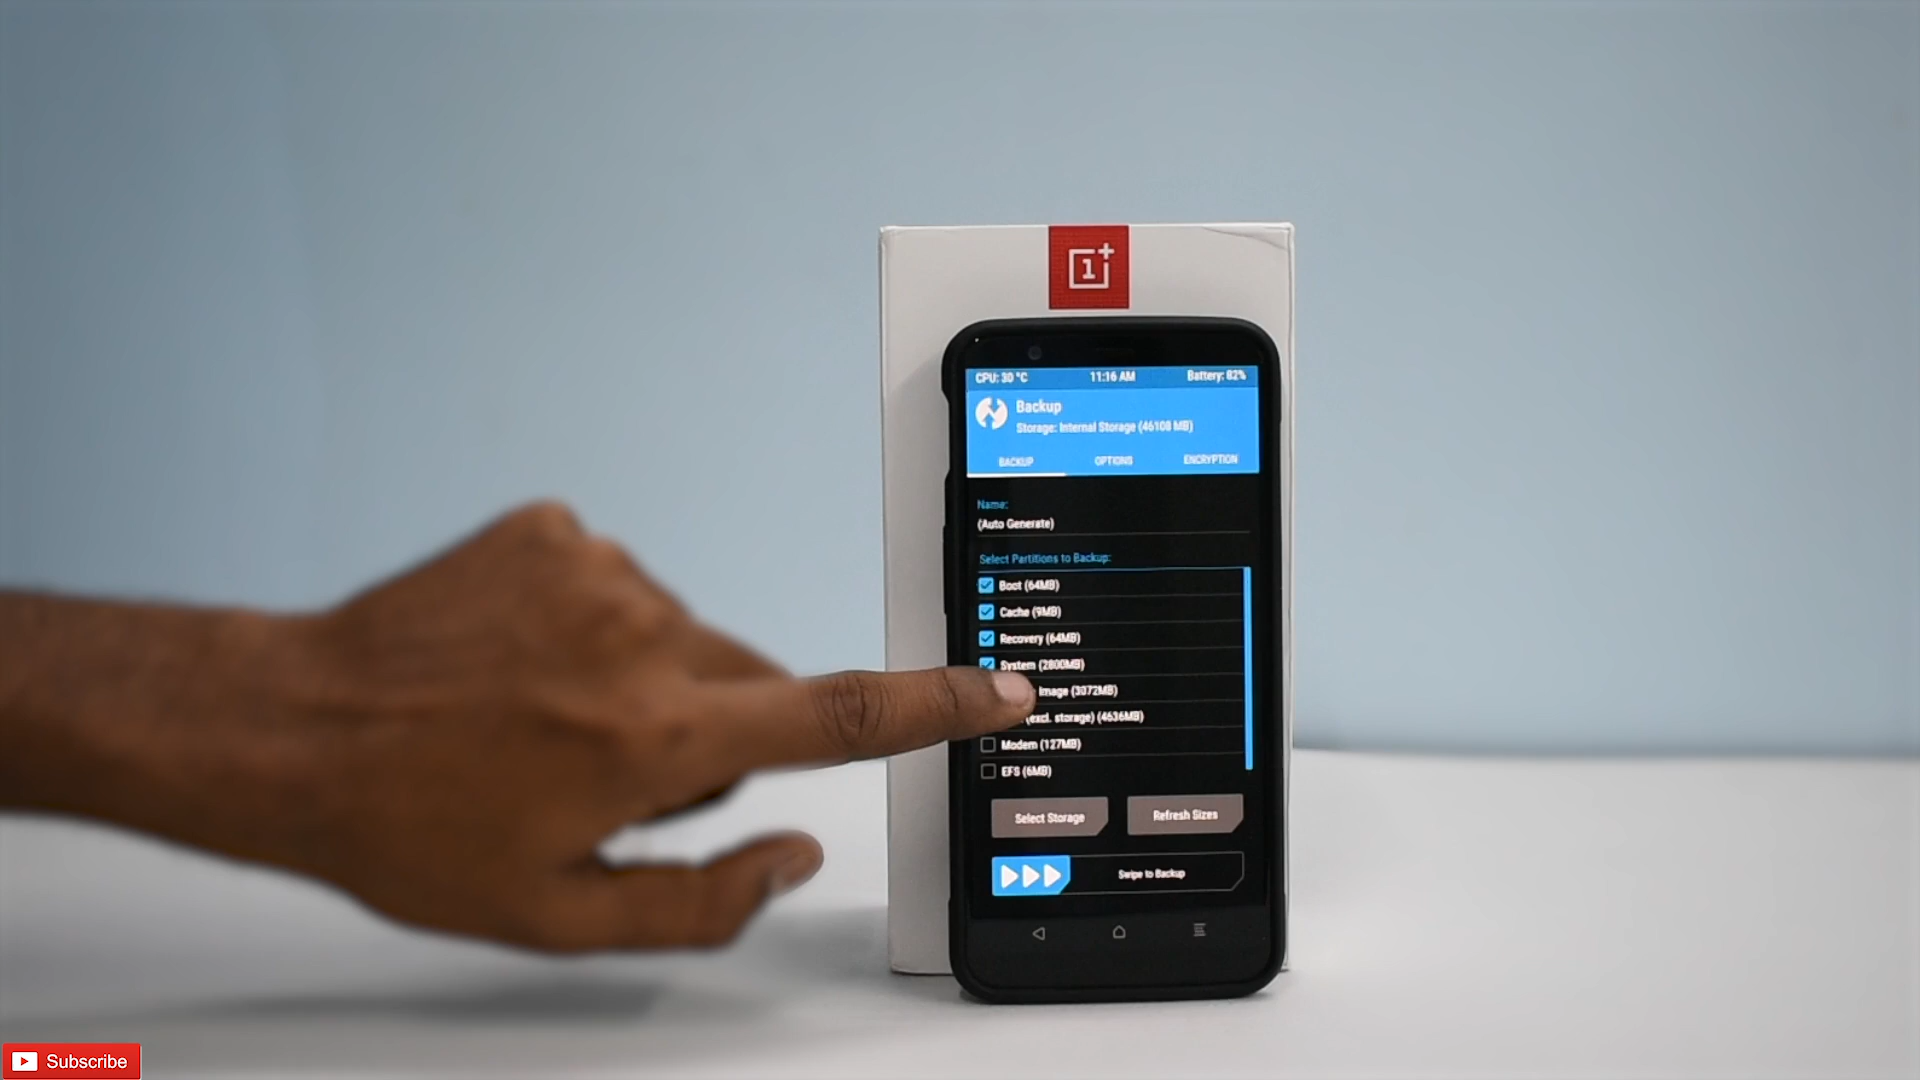 1+
CPU: 30 °C 11:16 AM Battery: 82%
Backup
Storage: Internal Storage (46108 MB)
BACKUP OPTIONS ENCRYPTION
Name:
(Auto Generate)
Select Partitions to Backup:
Boot (64MB)
Cache (9MB)
Recovery (64MB)
System (2800MB)
Image (3072MB)
(excl. storage) (4636MB)
Modem (127MB)
EFS (6MB)
Select Storage Refresh Sizes
Swipe to Backup
Subscribe